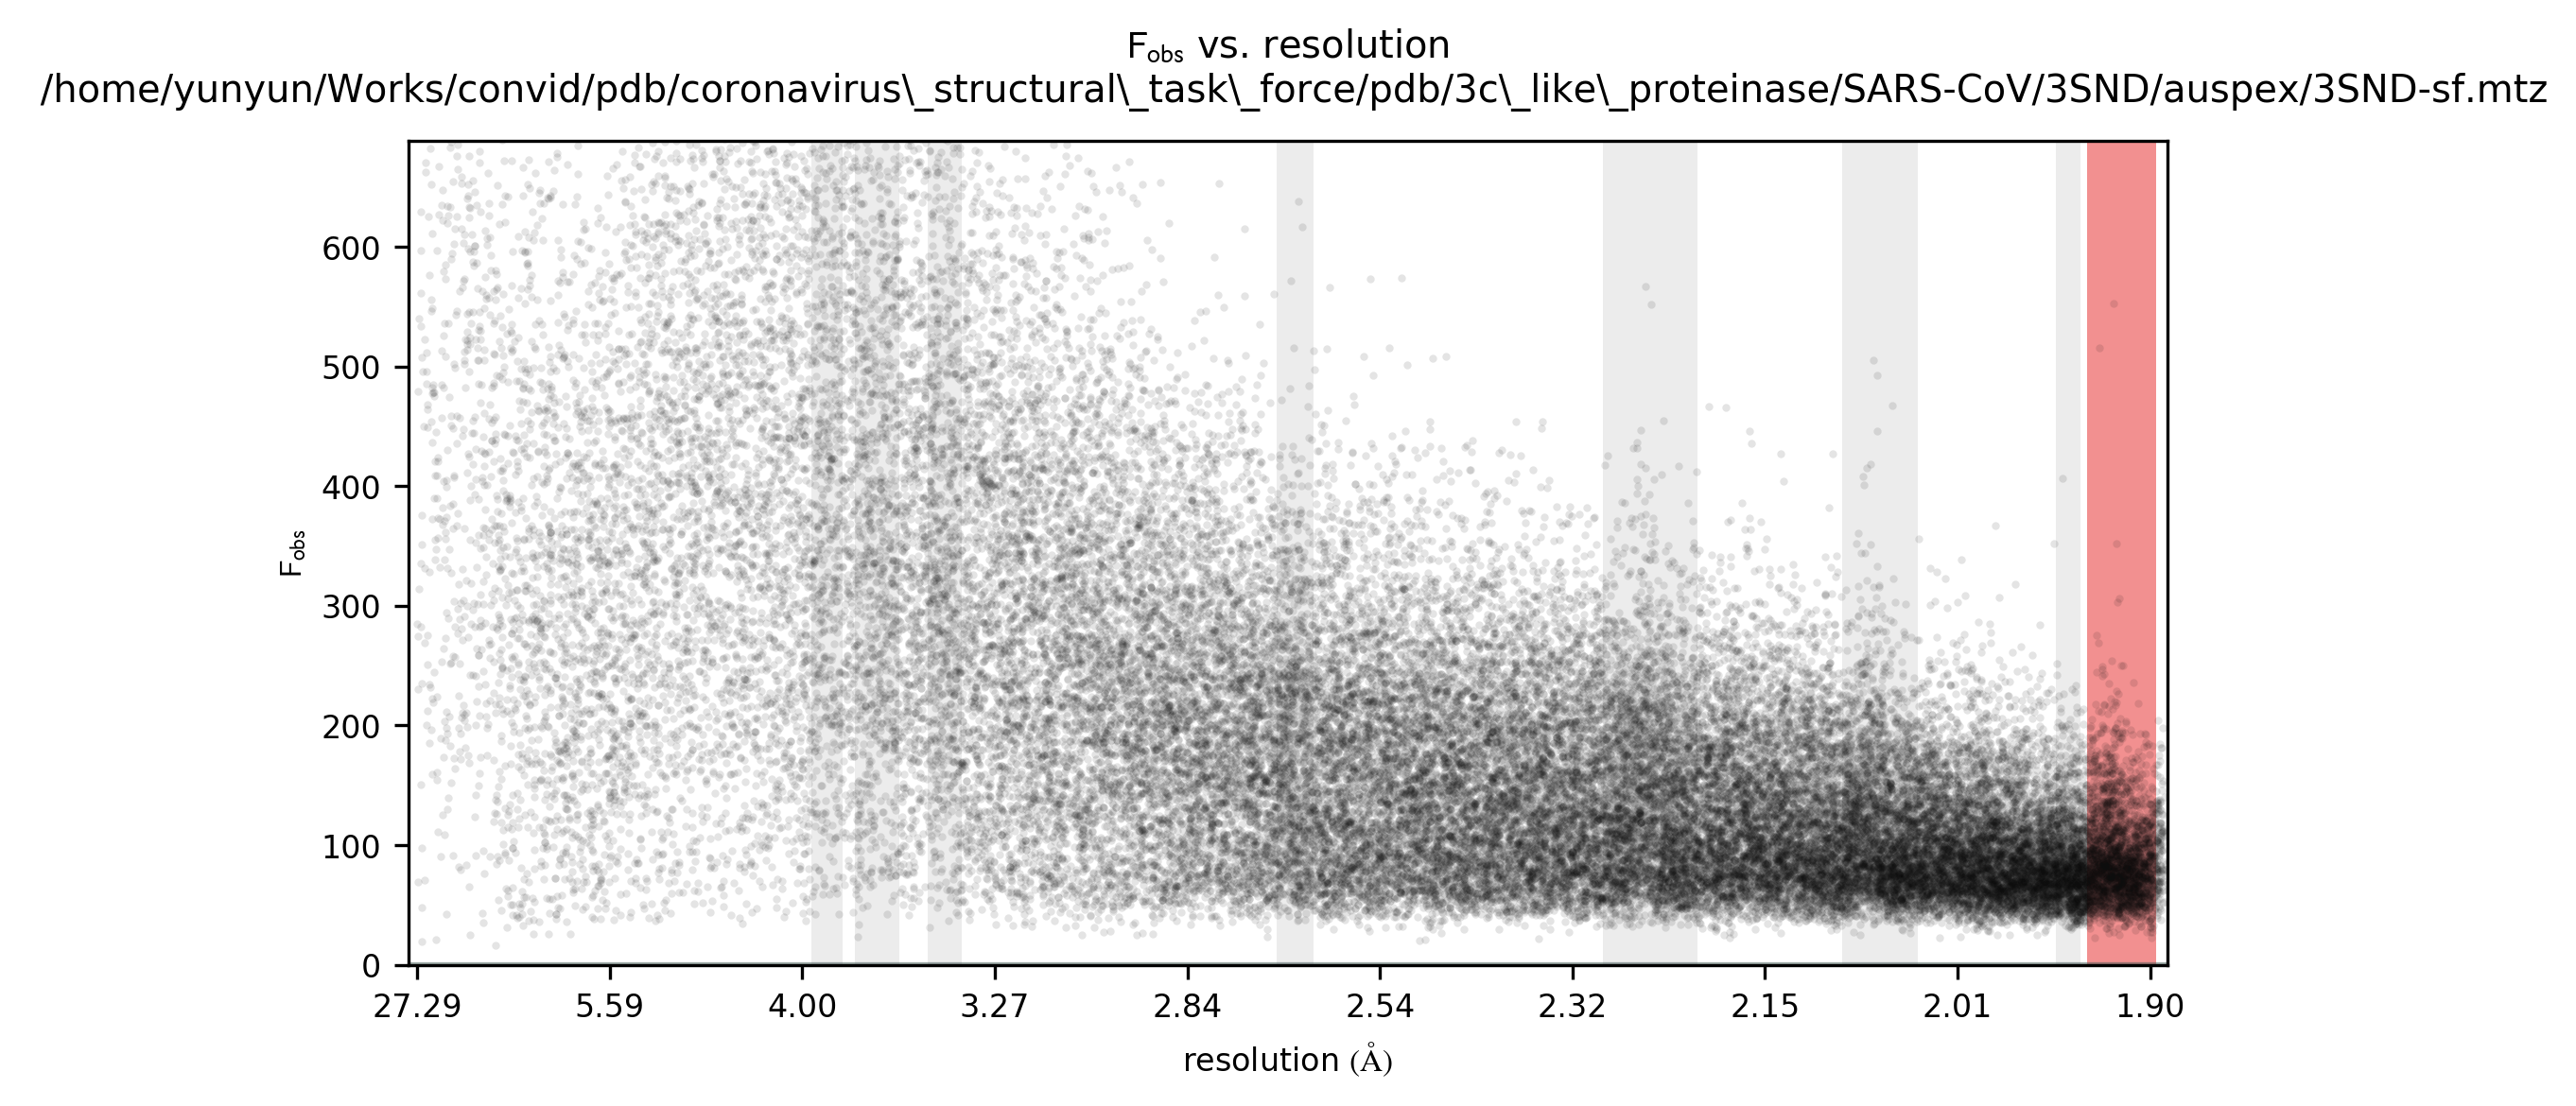 Fobs vs. resolution
/home/yunyun/Works/convid/pdb/coronavirus\_structural\_task\_force/pdb/3c\_like\_proteinase/SARS-CoV/3SND/auspex/3SND-sf.mtz
600
500
400
300
200
100
0
Fobs
27.29 5.59 4.00 3.27 2.84 2.54 2.32 2.15 2.01 1.90
resolution (Å)